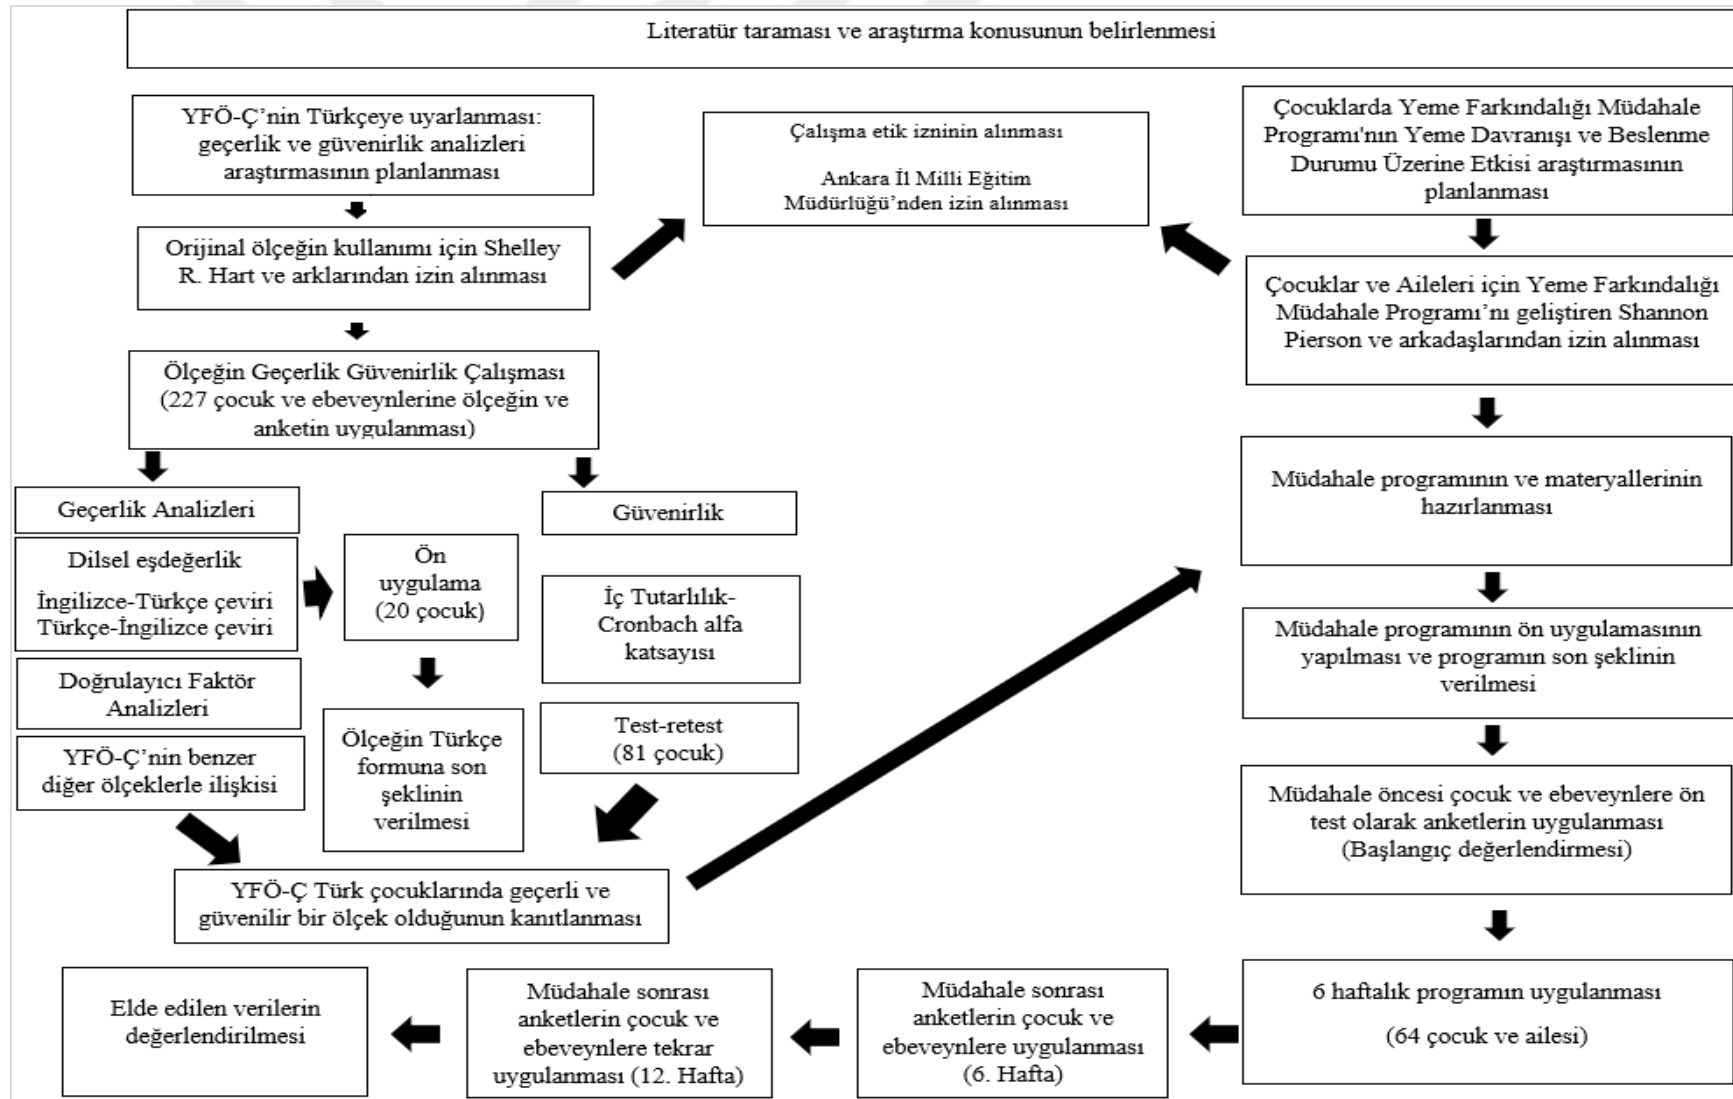 Literatür taraması ve araştırma konusunun belirlenmesi
YFÖ-Ç’nin Türkçeye uyarlanması:
geçerlik ve güvenirlik analizleri
araştırmasının planlanması
Çalışma etik izninin alınması
Ankara İl Milli Eğitim
Müdürlüğü’nden izin alınması
Çocuklarda Yeme Farkındalığı Müdahale
Programı'nın Yeme Davranışı ve Beslenme
Durumu Üzerine Etkisi araştırmasının
planlanması
Orijinal ölçeğin kullanımı için Shelley
R. Hart ve arklarından izin alınması
Çocuklar ve Aileleri için Yeme Farkındalığı
Müdahale Programı’nı geliştiren Shannon
Pierson ve arkadaşlarından izin alınması
Ölçeğin Geçerlik Güvenirlik Çalışması
(227 çocuk ve ebeveynlerine ölçeğin ve
anketin uygulanması)
Müdahale programının ve materyallerinin
hazırlanması
Geçerlik Analizleri
Güvenirlik
Dilsel eşdeğerlik
İngilizce-Türkçe çeviri
Türkçe-İngilizce çeviri
Ön
uygulama
(20 çocuk)
İç Tutarlılık-
Cronbach alfa
katsayısı
Müdahale programının ön uygulamasının
yapılması ve programın son şeklinin
verilmesi
Doğrulayıcı Faktör
Analizleri
Ölçeğin Türkçe
formuna son
şeklinin
verilmesi
Test-retest
(81 çocuk)
YFÖ-Ç’nin benzer
diğer ölçeklerle ilişkisi
Müdahale öncesi çocuk ve ebeveynlere ön
test olarak anketlerin uygulanması
(Başlangıç değerlendirmesi)
YFÖ-Ç Türk çocuklarında geçerli ve
güvenilir bir ölçek olduğunun kanıtlanması
6 haftalık programın uygulanması
(64 çocuk ve ailesi)
Müdahale sonrası
anketlerin çocuk ve
ebeveynlere uygulanması
(6. Hafta)
Müdahale sonrası
anketlerin çocuk ve
ebeveynlere tekrar
uygulanması (12. Hafta)
Elde edilen verilerin
değerlendirilmesi